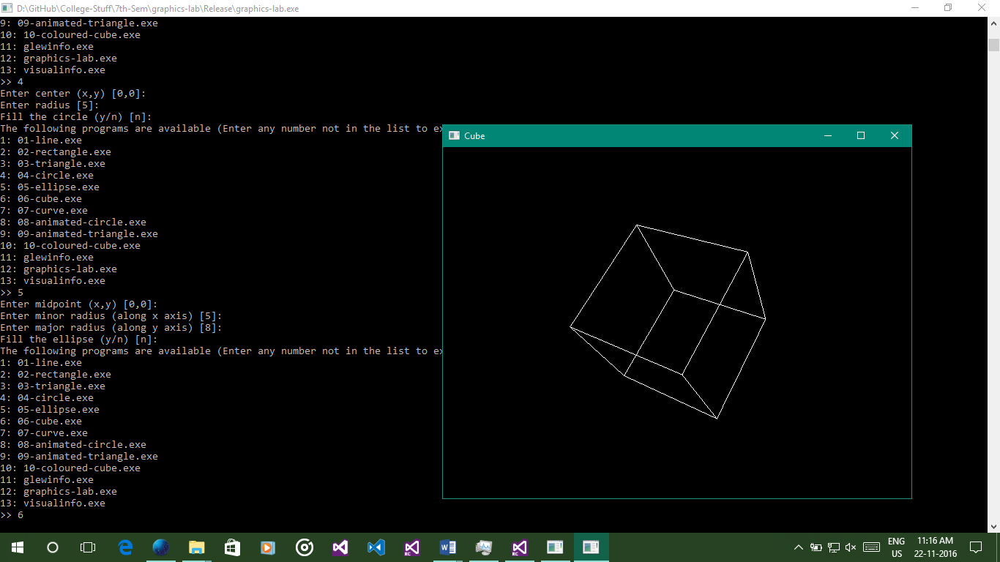 D:\GitHub\College-Stuff\7th-Sem\graphics-lab\Release\graphics-lab.exe
9: 09-animated-triangle.exe
10: 10-coloured-cube.exe
11: glewinfo.exe
12: graphics-lab.exe
13: visualinfo.exe
>> 4
Enter center (x,y) [0,0]:
Enter radius [5]:
Fill the circle (y/n) [n]:
The following programs are available (Enter any number not in the list to ex
1: 01-line.exe
2: 02-rectangle.exe
3: 03-triangle.exe
4: 04-circle.exe
5: 05-ellipse.exe
6: 06-cube.exe
7: 07-curve.exe
8: 08-animated-circle.exe
9: 09-animated-triangle.exe
10: 10-coloured-cube.exe
11: glewinfo.exe
12: graphics-lab.exe
13: visualinfo.exe
>> 5
Enter midpoint (x,y) [0,0]:
Enter minor radius (along x axis) [5]:
Enter major radius (along y axis) [8]:
Fill the ellipse (y/n) [n]:
The following programs are available (Enter any number not in the list to ex
1: 01-line.exe
2: 02-rectangle.exe
3: 03-triangle.exe
4: 04-circle.exe
5: 05-ellipse.exe
6: 06-cube.exe
7: 07-curve.exe
8: 08-animated-circle.exe
9: 09-animated-triangle.exe
10: 10-coloured-cube.exe
11: glewinfo.exe
12: graphics-lab.exe
13: visualinfo.exe
>> 6
Cube
RC
RC
ENG
US
11:16 AM
22-11-2016